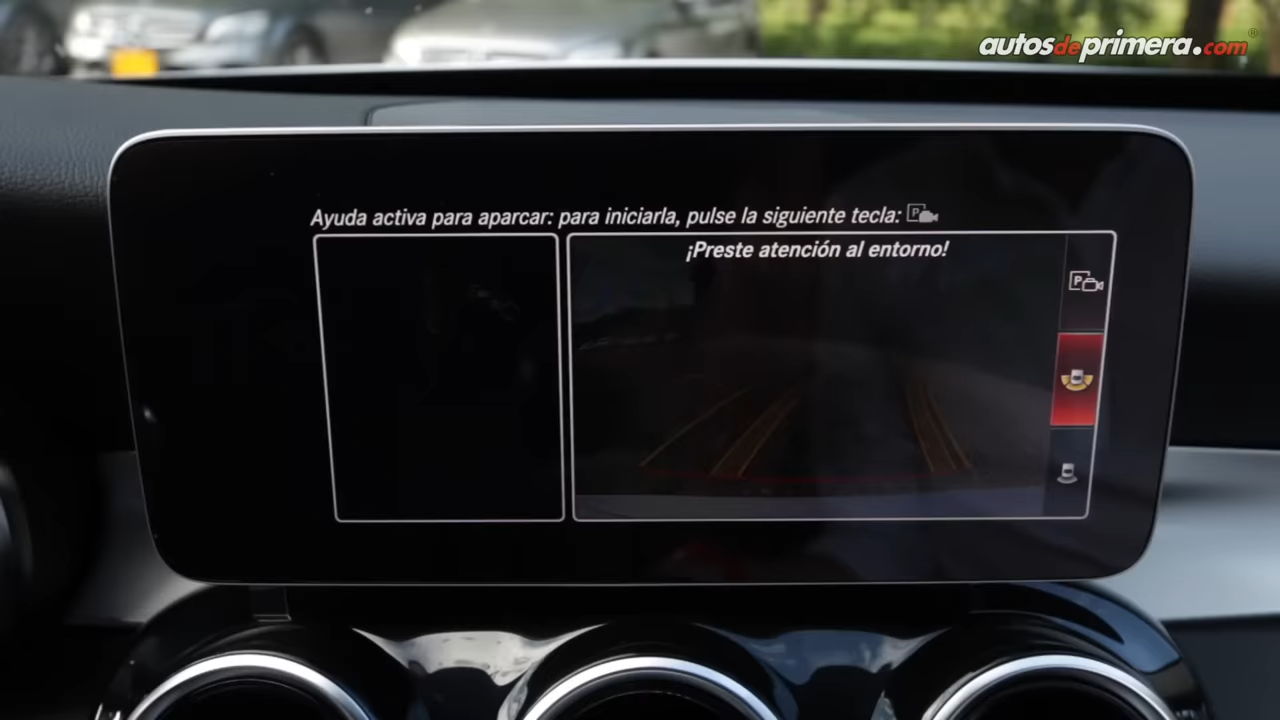 autosdeprimera.com®
Ayuda activa para aparcar: para iniciarla, pulse la siguiente tecla: P
¡Preste atención al entorno!
P